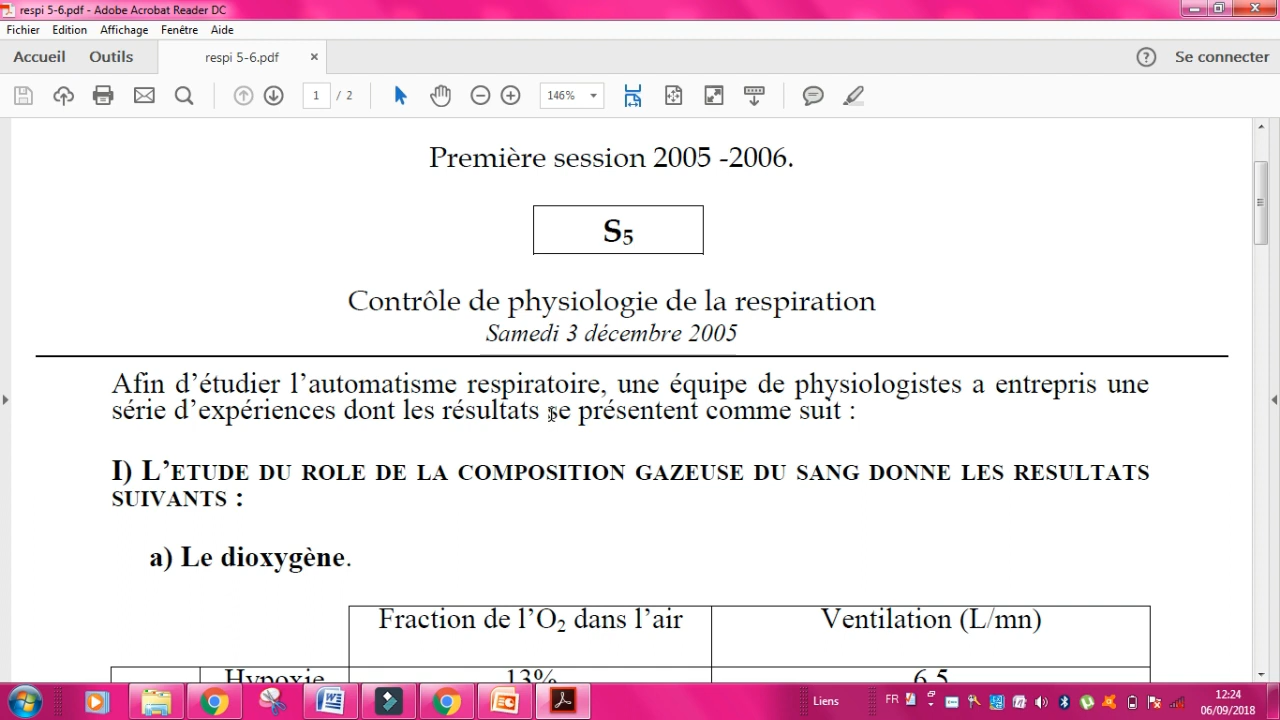 respi 5-6.pdf - Adobe Acrobat Reader DC
Fichier Edition Affichage Fenêtre Aide
Accueil Outils respi 5-6.pdf × ? Se connecter
1 / 2 146%
Première session 2005 -2006.
S5
Contrôle de physiologie de la respiration
Samedi 3 décembre 2005
Afin d’étudier l’automatisme respiratoire, une équipe de physiologistes a entrepris une
série d’expériences dont les résultats se présentent comme suit :
I) L’ETUDE DU ROLE DE LA COMPOSITION GAZEUSE DU SANG DONNE LES RESULTATS
SUIVANTS :
a) Le dioxygène.
Fraction de l’O2 dans l’air Ventilation (L/mn)
Hypoxie 13% 6,5
Liens FR 12:24
06/09/2018